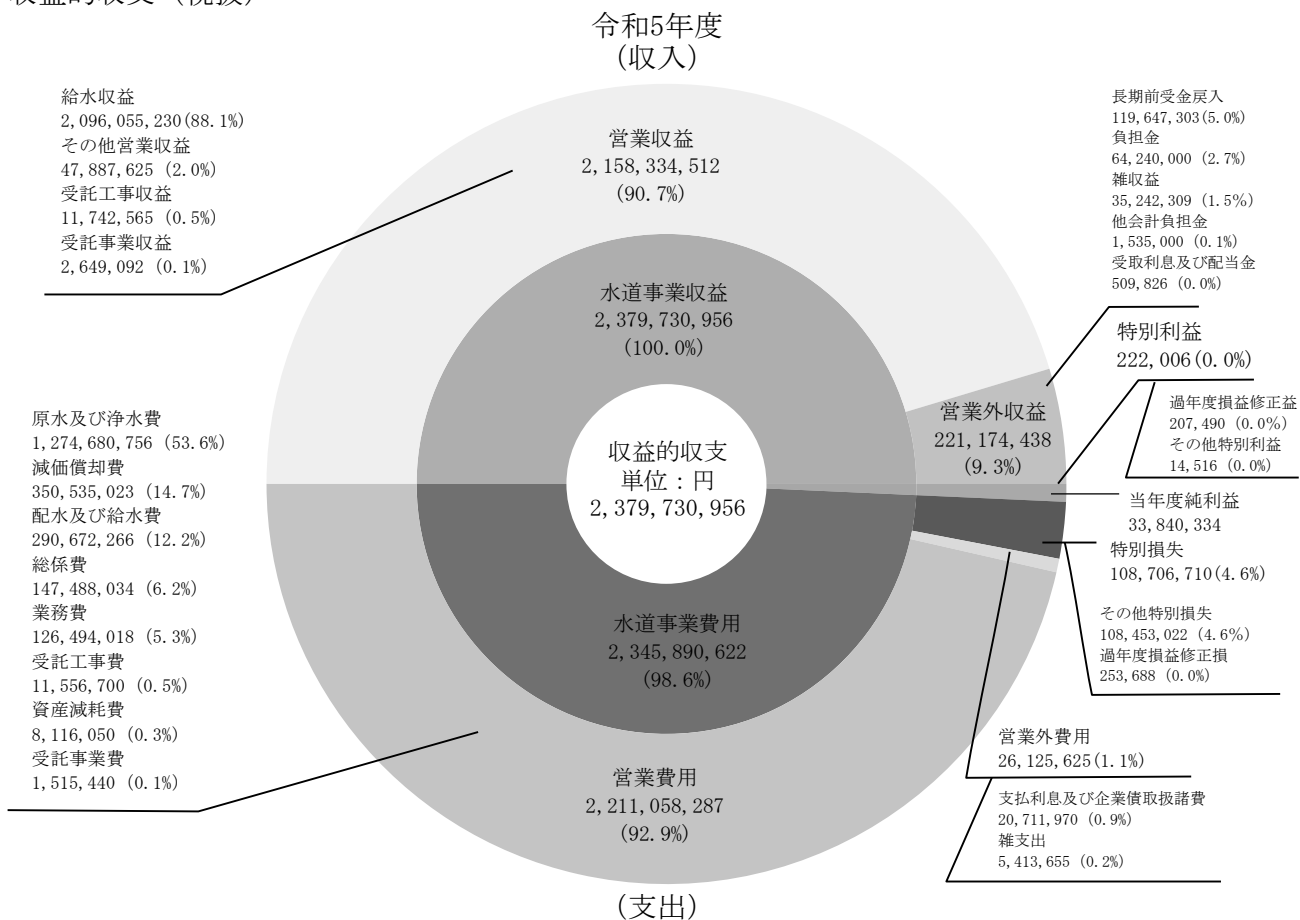 収益的収支（税抜）
令和5年度
(収入)
給水収益
2,096,055,230(88.1%)
その他営業収益
47,887,625 (2.0%)
受託工事収益
11,742,565 (0.5%)
受託事業収益
2,649,092 (0.1%)
営業収益
2,158,334,512
(90.7%)
水道事業収益
2,379,730,956
(100.0%)
長期前受金戻入
119,647,303(5.0%)
負担金
64,240,000 (2.7%)
雑収益
35,242,309 (1.5%)
他会計負担金
1,535,000 (0.1%)
受取利息及び配当金
509,826 (0.0%)
営業外収益
221,174,438
(9.3%)
特別利益
222,006(0.0%)
過年度損益修正益
207,490 (0.0%)
その他特別利益
14,516 (0.0%)
収益的収支
単位：円
2,379,730,956
当年度純利益
33,840,334
特別損失
108,706,710(4.6%)
その他特別損失
108,453,022 (4.6%)
過年度損益修正損
253,688 (0.0%)
原水及び浄水費
1,274,680,756 (53.6%)
減価償却費
350,535,023 (14.7%)
配水及び給水費
290,672,266 (12.2%)
総係費
147,488,034 (6.2%)
業務費
126,494,018 (5.3%)
受託工事費
11,556,700 (0.5%)
資産減耗費
8,116,050 (0.3%)
受託事業費
1,515,440 (0.1%)
水道事業費用
2,345,890,622
(98.6%)
営業費用
2,211,058,287
(92.9%)
営業外費用
26,125,625(1.1%)
支払利息及び企業債取扱諸費
20,711,970 (0.9%)
雑支出
5,413,655 (0.2%)
(支出)